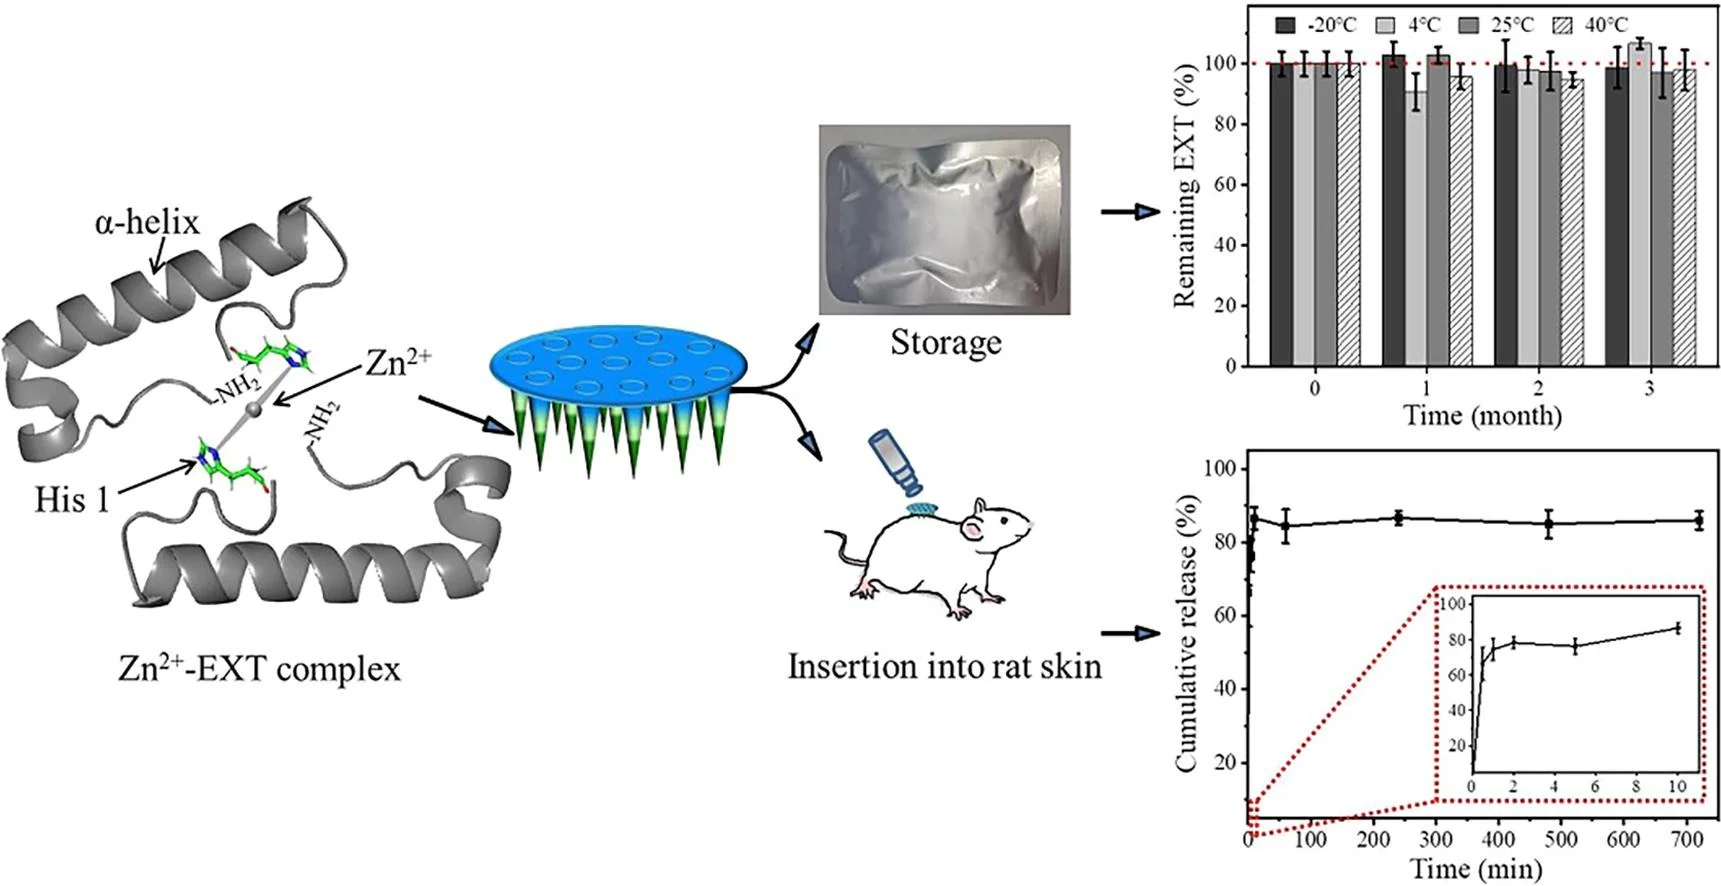 α-helix
Zn²⁺
-NH₂
-NH₂
His 1
Zn²⁺-EXT complex
Storage
Insertion into rat skin
-20°C 4°C 25°C 40°C
Remaining EXT (%)
100
80
60
40
20
0
0 1 2 3
Time (month)
Cumulative release (%)
100
80
60
40
20
0 100 200 300 400 500 600 700
Time (min)
100
80
60
40
20
0 2 4 6 8 10